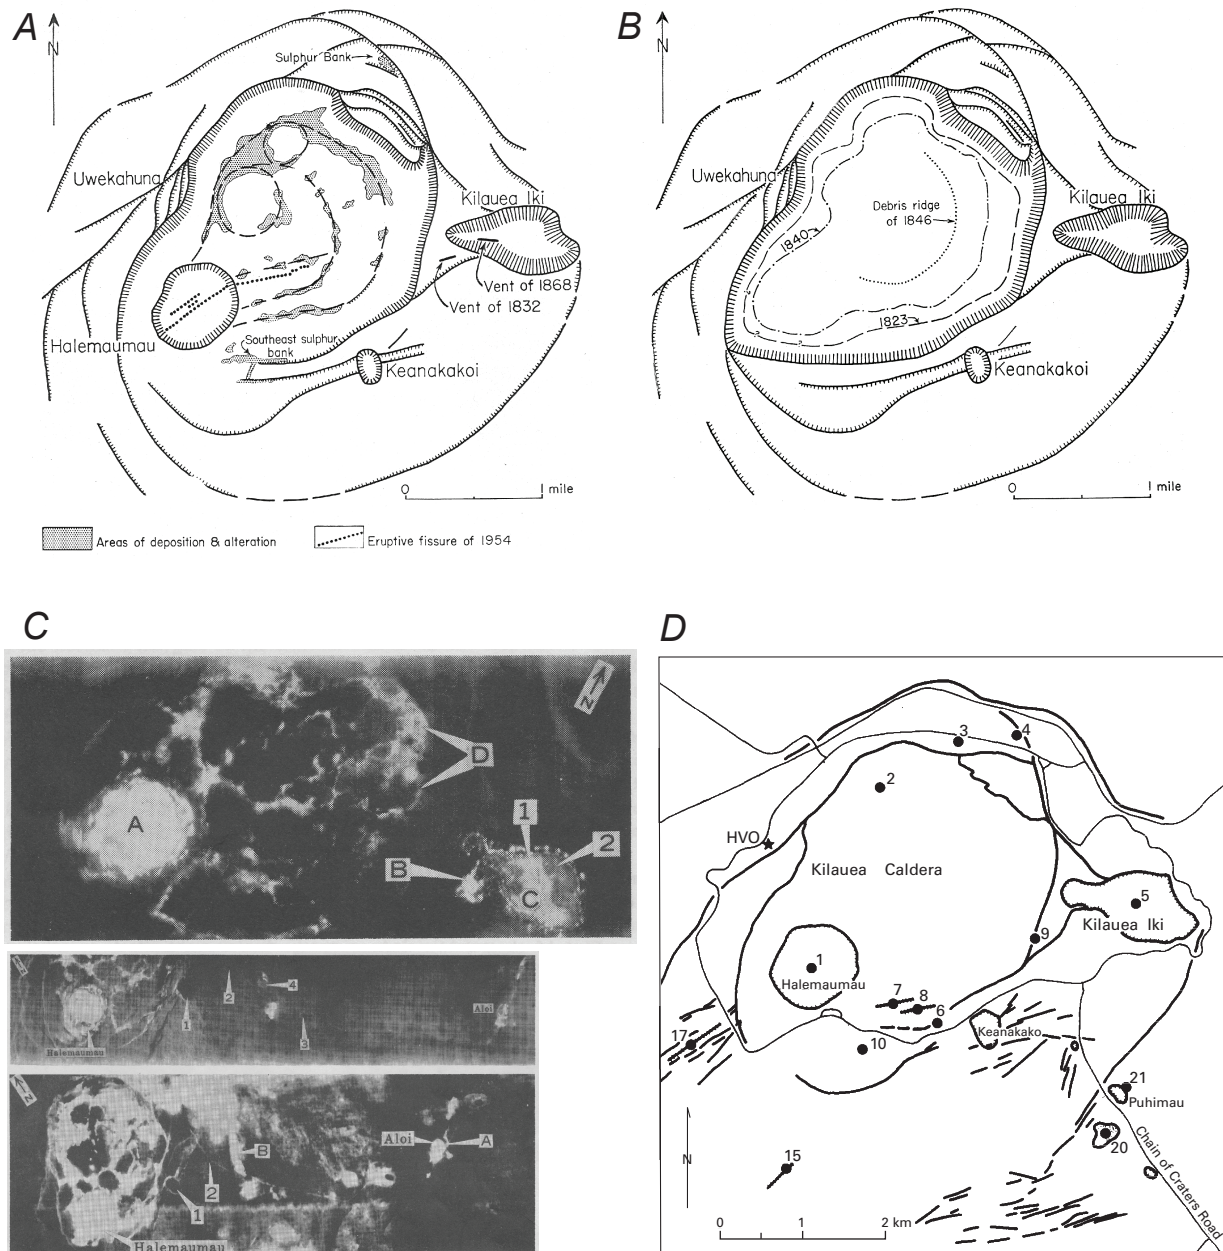 A
N
Sulphur Bank
Uwekahuna
Kilauea Iki
Vent of 1868
Vent of 1832
Halemaumau
Southeast sulphur
bank
Keanakakoi
0 1 mile
Areas of deposition & alteration
Eruptive fissure of 1954
B
N
Uwekahuna
Kilauea Iki
Debris ridge
of 1846
1840
1823
Keanakakoi
0 1 mile
C
N
A
D
1
2
B
C
1
2
3
4
Aloi
Halemaumau
N
Aloi
A
B
2
1
Halemaumau
D
3
4
2
HVO
Kilauea Caldera
5
Kilauea Iki
9
1
Halemaumau
7
8
6
17
10
Keanakako
21
Puhimau
20
15
Chain of Craters Road
N
0 1 2 km